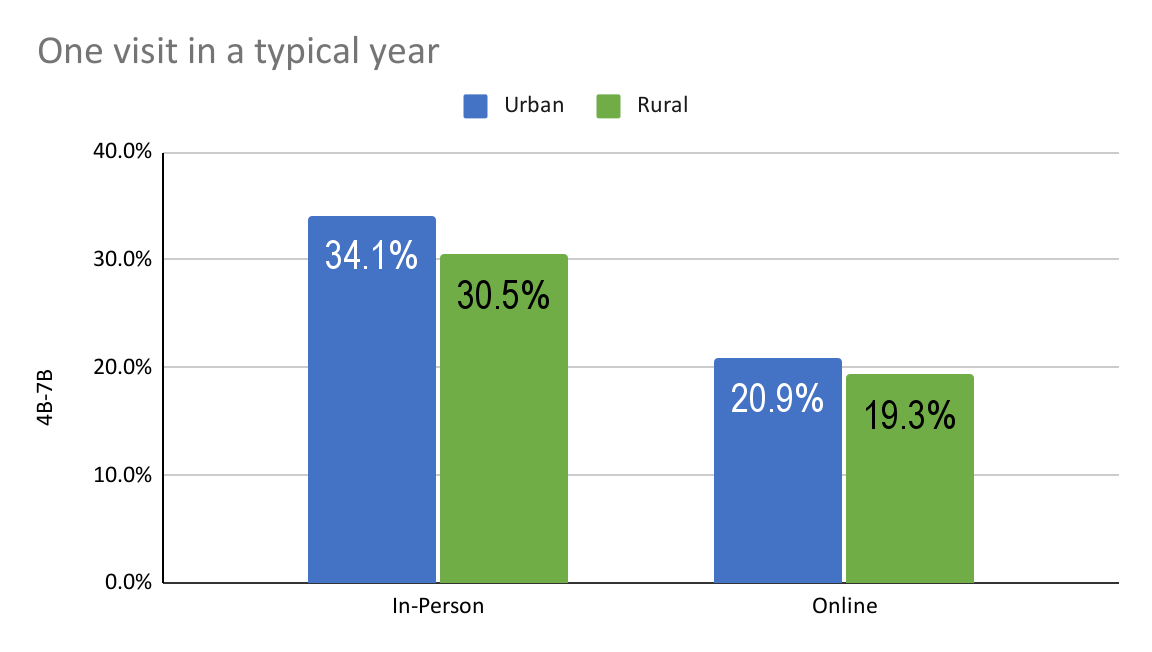 One visit in a typical year
Urban
Rural
40.0%
30.0%
20.0%
10.0%
0.0%
4B-7B
34.1%
30.5%
20.9%
19.3%
In-Person
Online